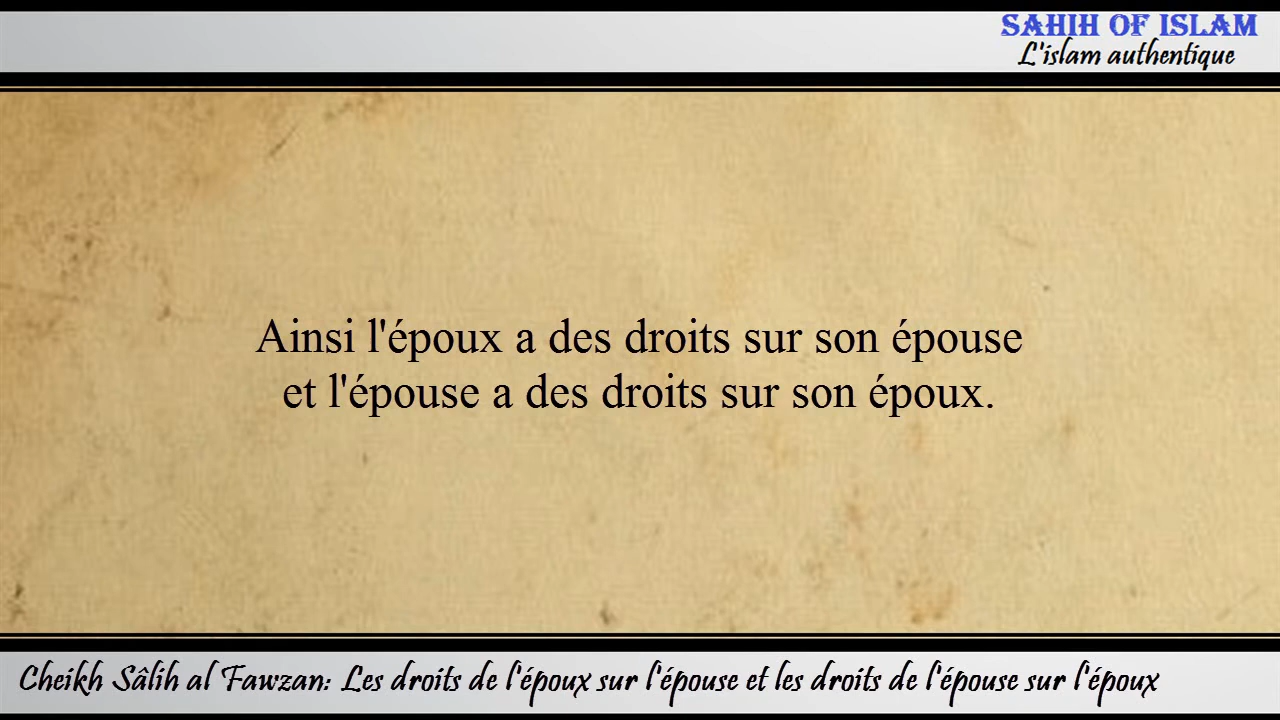 SAHIH OF ISLAM
L'islam authentique
Ainsi l'époux a des droits sur son épouse
et l'épouse a des droits sur son époux.
Cheikh Sâlih al Fawzan: Les droits de l'époux sur l'épouse et les droits de l'épouse sur l'époux